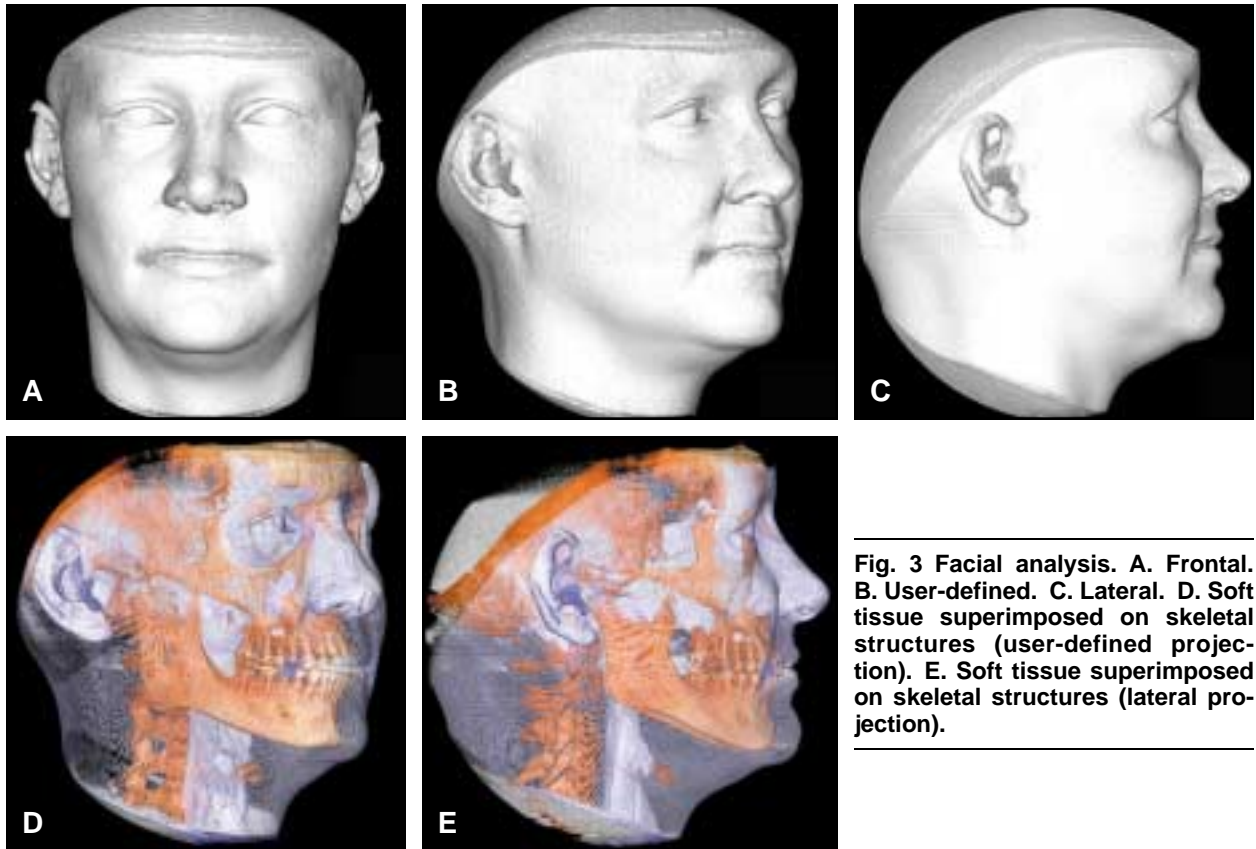 A
B
C
D
E
Fig. 3 Facial analysis. A. Frontal.
B. User-defined. C. Lateral. D. Soft
tissue superimposed on skeletal
structures (user-defined projec-
tion). E. Soft tissue superimposed
on skeletal structures (lateral pro-
jection).